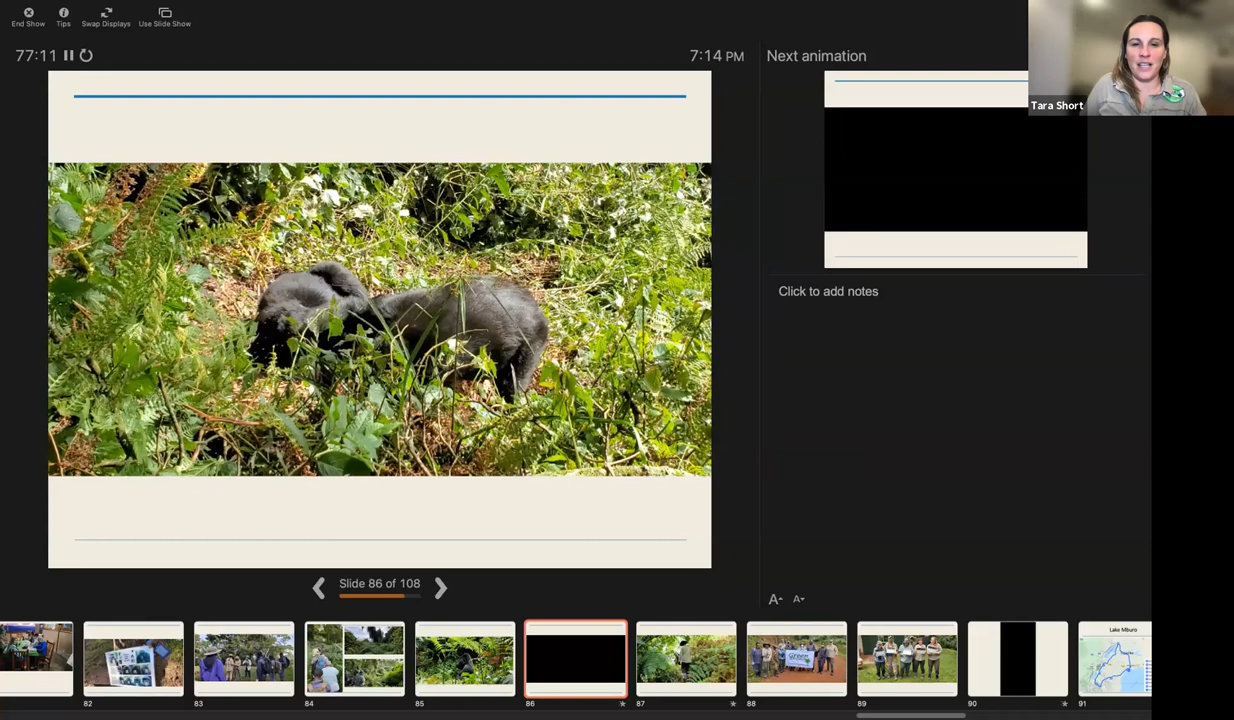 End Show
Tips
Swap Displays
Use Slide Show
77:11
7:14 PM
Next animation
Tara Short
Click to add notes
Slide 86 of 108
A
A
Lake Mburo
82
83
84
85
86
87
88
89
90
91